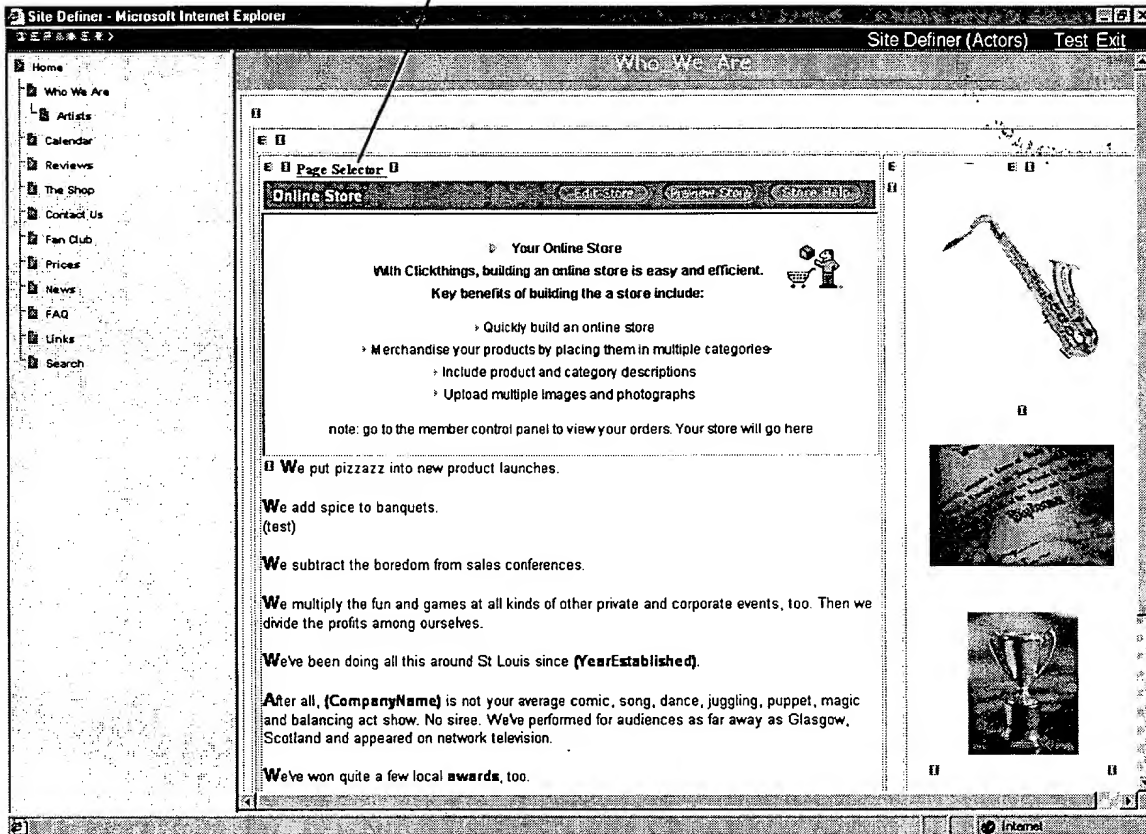 Site Definer - Microsoft Internet Explorer
Site Definer (Actors) Test Exit
Home
Who We Are
Artists
Calendar
Reviews
The Shop
Contact Us
Fan Club
Prices
News
FAQ
Links
Search
Who_We_Are
Page Selector
Online Store Edit Store Preview Store Store Help
Your Online Store
With Clickthings, building an online store is easy and efficient.
Key benefits of building the a store include:
Quickly build an online store
Merchandise your products by placing them in multiple categories
Include product and category descriptions
Upload multiple images and photographs
note: go to the member control panel to view your orders. Your store will go here
We put pizzazz into new product launches.
We add spice to banquets.
(test)
We subtract the boredom from sales conferences.
We multiply the fun and games at all kinds of other private and corporate events, too. Then we
divide the profits among ourselves.
We've been doing all this around St Louis since (YearEstablished).
After all, (CompanyName) is not your average comic, song, dance, juggling, puppet, magic
and balancing act show. No siree. We've performed for audiences as far away as Glasgow,
Scotland and appeared on network television.
We've won quite a few local awards, too.
Diploma
Internet